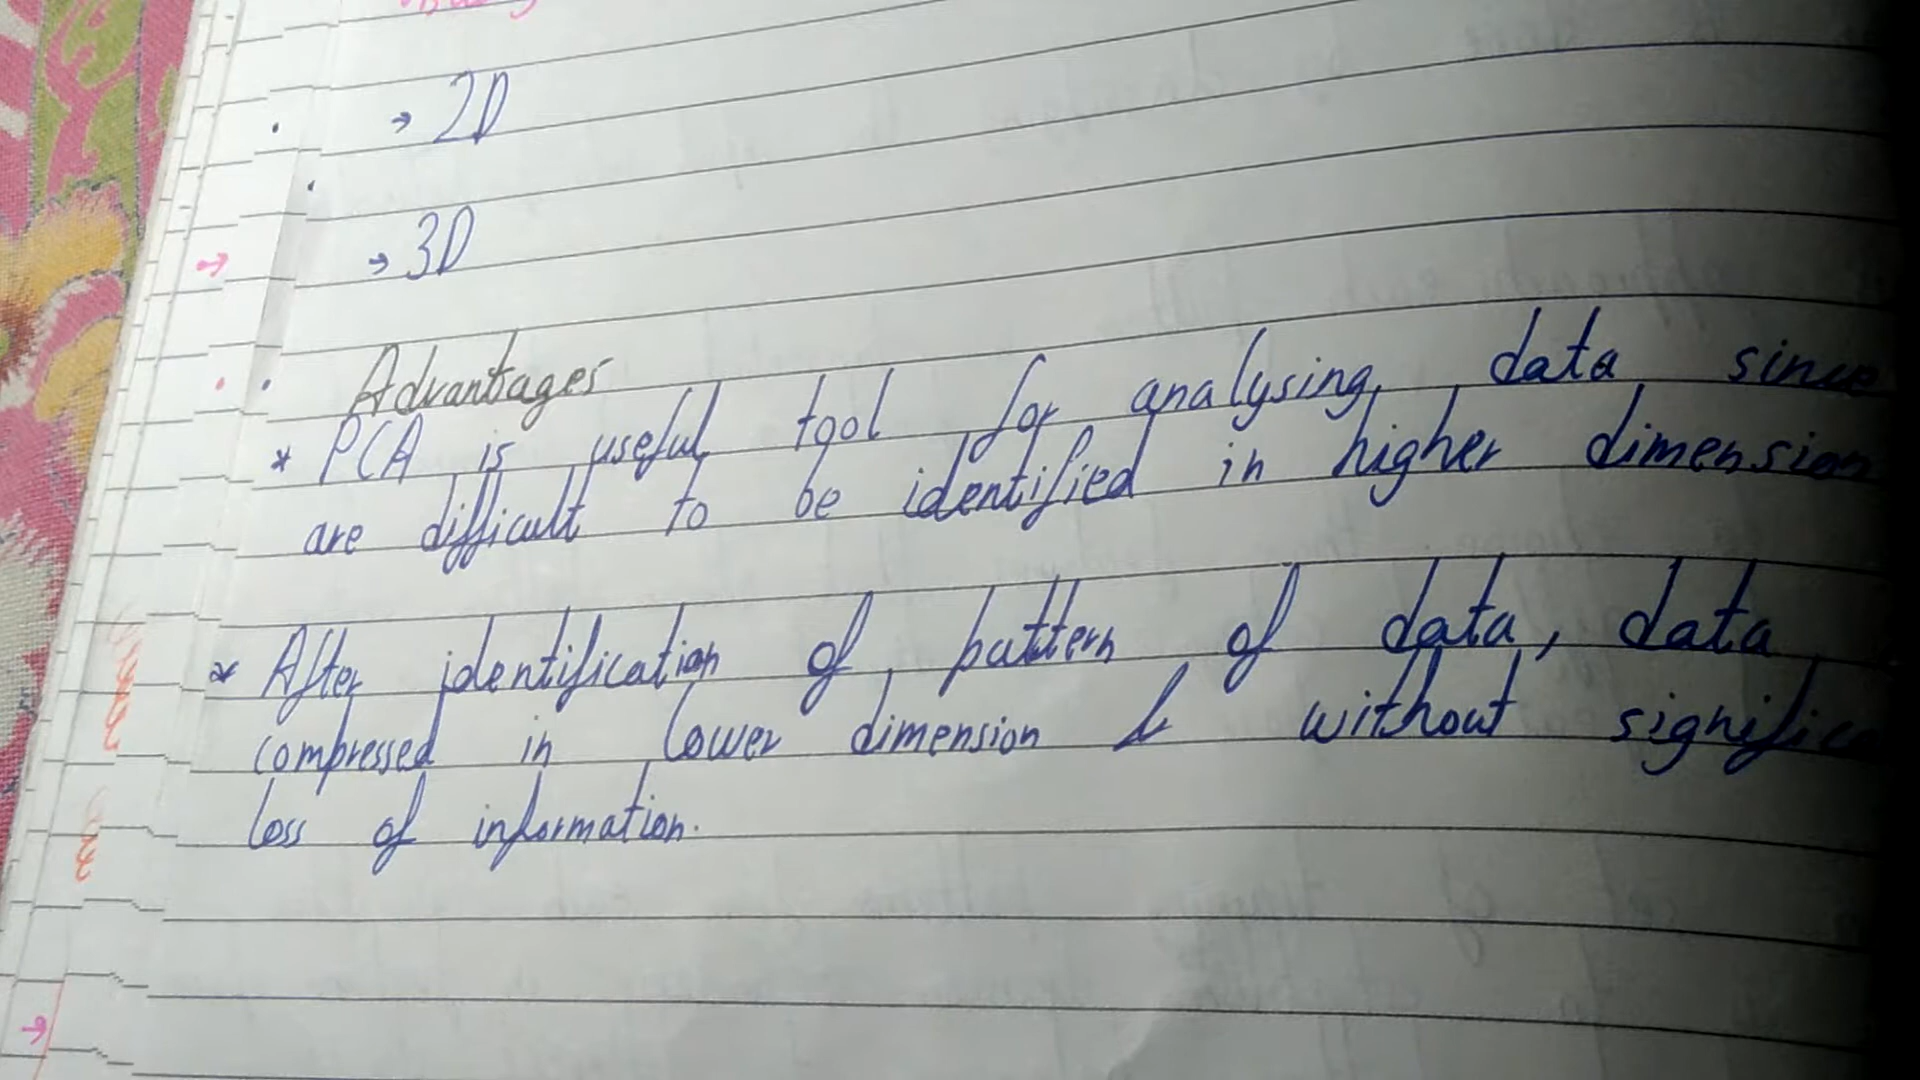 → 2D
→ 3D
Advantages
* PCA is useful tool for analysing data since
are difficult to be identified in higher dimension
* After identification of pattern of data, data
compressed in lower dimension & without signific
loss of information.